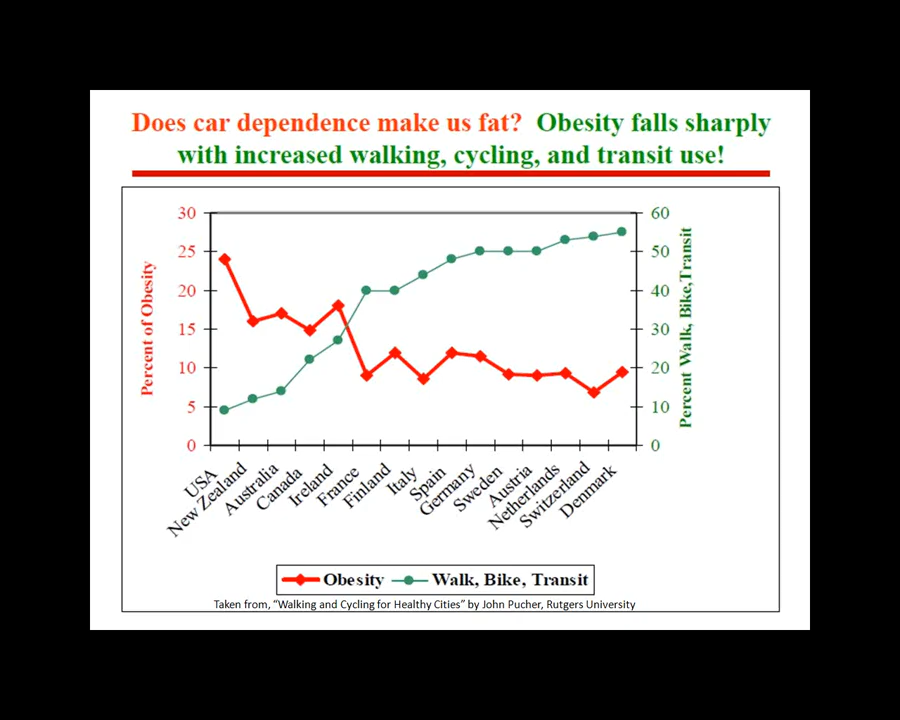 Does car dependence make us fat? Obesity falls sharply
with increased walking, cycling, and transit use!
30
25
20
15
10
5
0
Percent of Obesity
60
50
40
30
20
10
0
Percent Walk, Bike,Transit
USA
New Zealand
Australia
Canada
Ireland
France
Finland
Italy
Spain
Germany
Sweden
Austria
Netherlands
Switzerland
Denmark
Obesity Walk, Bike, Transit
Taken from, “Walking and Cycling for Healthy Cities” by John Pucher, Rutgers University